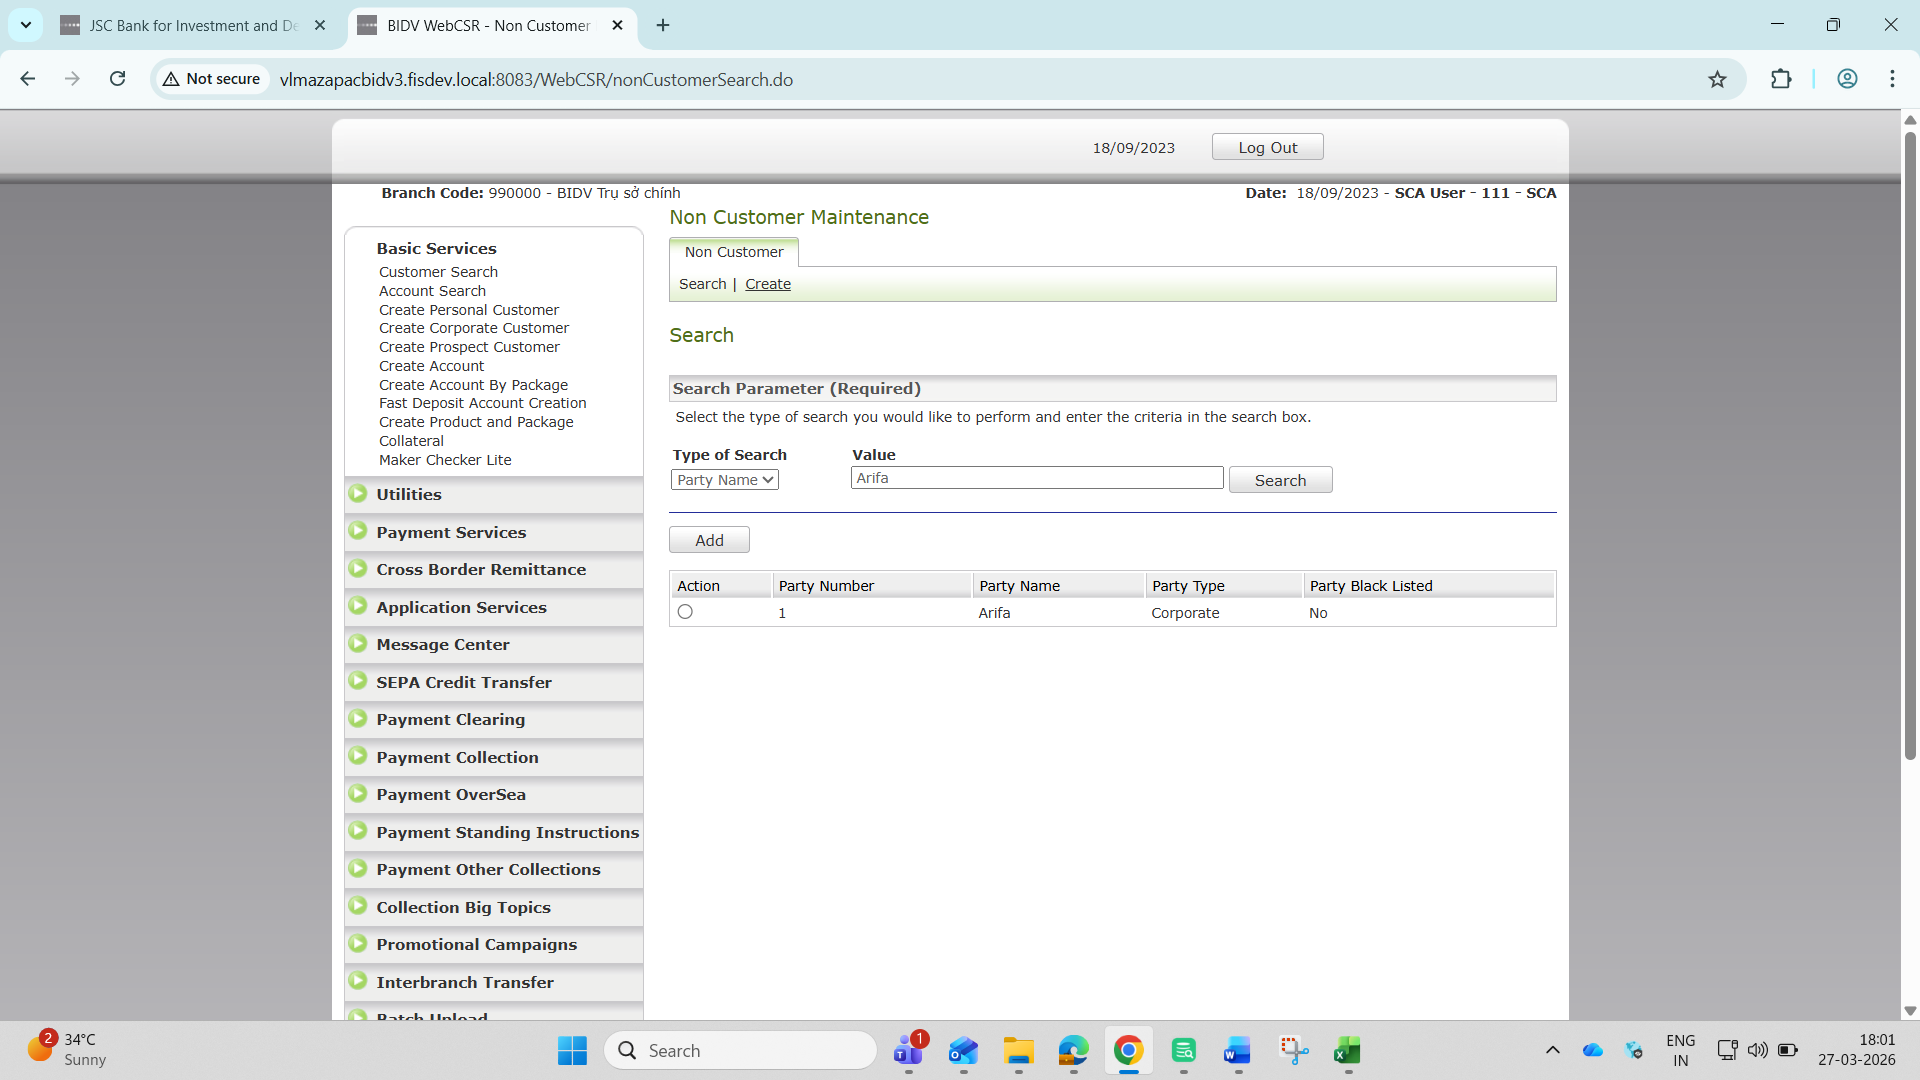 JSC Bank for Investment and De
BIDV WebCSR - Non Customer
Not secure
vlmazapacbidv3.fisdev.local:8083/WebCSR/nonCustomerSearch.do
18/09/2023
Log Out
Branch Code: 990000 - BIDV Trụ sở chính
Date: 18/09/2023 - SCA User - 111 - SCA
Basic Services
Customer Search
Account Search
Create Personal Customer
Create Corporate Customer
Create Prospect Customer
Create Account
Create Account By Package
Fast Deposit Account Creation
Create Product and Package
Collateral
Maker Checker Lite
Utilities
Payment Services
Cross Border Remittance
Application Services
Message Center
SEPA Credit Transfer
Payment Clearing
Payment Collection
Payment OverSea
Payment Standing Instructions
Payment Other Collections
Collection Big Topics
Promotional Campaigns
Interbranch Transfer
Batch Upload
Non Customer Maintenance
Non Customer
Search | Create
Search
Search Parameter (Required)
Select the type of search you would like to perform and enter the criteria in the search box.
Type of Search Value
Party Name Arifa Search
Add
Action Party Number Party Name Party Type Party Black Listed
1 Arifa Corporate No
2
34°C
Sunny
Search
1
ENG
IN
18:01
27-03-2026